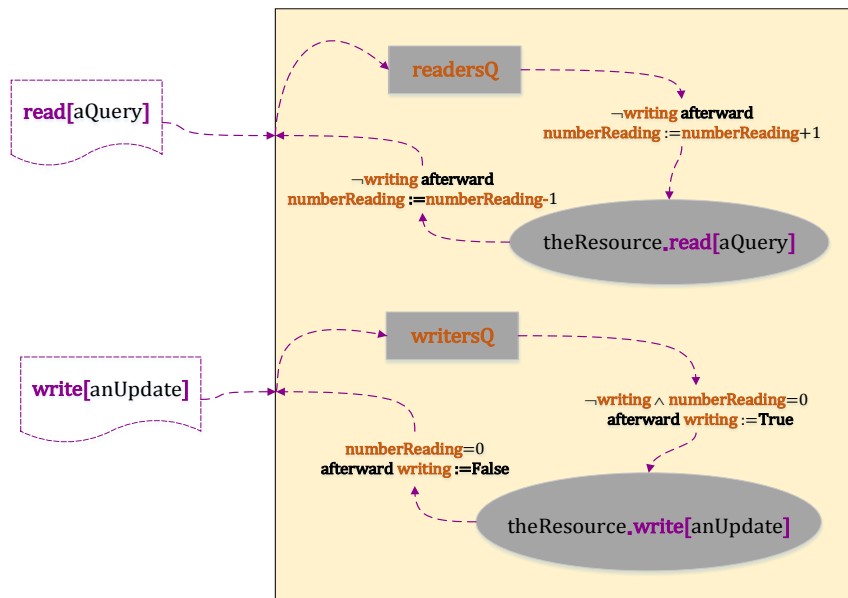 readersQ
read[aQuery]
¬writing afterward
numberReading :=numberReading+1
¬writing afterward
numberReading :=numberReading-1
theResource.read[aQuery]
writersQ
write[anUpdate]
¬writing ∧ numberReading=0
afterward writing :=True
numberReading=0
afterward writing :=False
theResource.write[anUpdate]